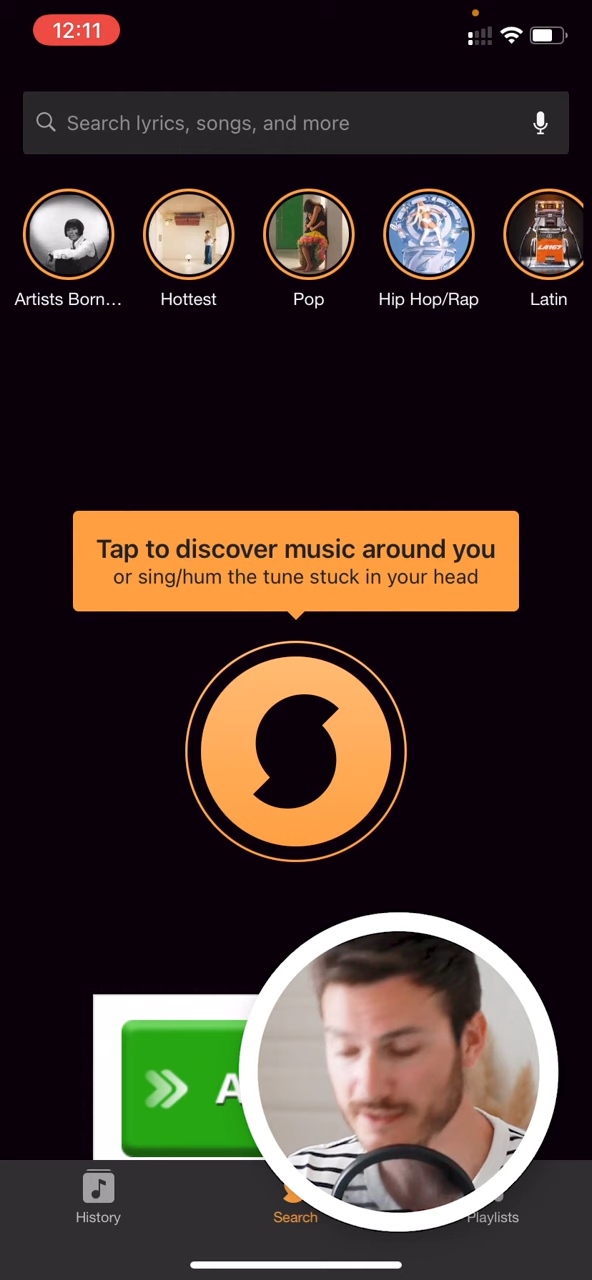 12:11
Search lyrics, songs, and more
Artists Born…
Hottest
Pop
Hip Hop/Rap
Latin
Tap to discover music around you
or sing/hum the tune stuck in your head
A
History
Search
Playlists